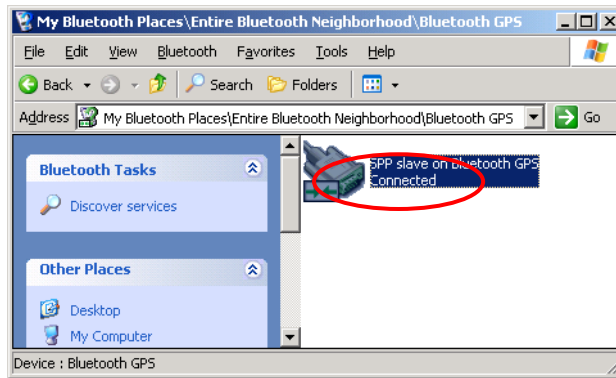 My Bluetooth Places\Entire Bluetooth Neighborhood\Bluetooth GPS
File Edit View Bluetooth Favorites Tools Help
Back Search Folders
Address My Bluetooth Places\Entire Bluetooth Neighborhood\Bluetooth GPS Go
Bluetooth Tasks
Discover services
Other Places
Desktop
My Computer
SPP slave on Bluetooth GPS
Connected
Device : Bluetooth GPS